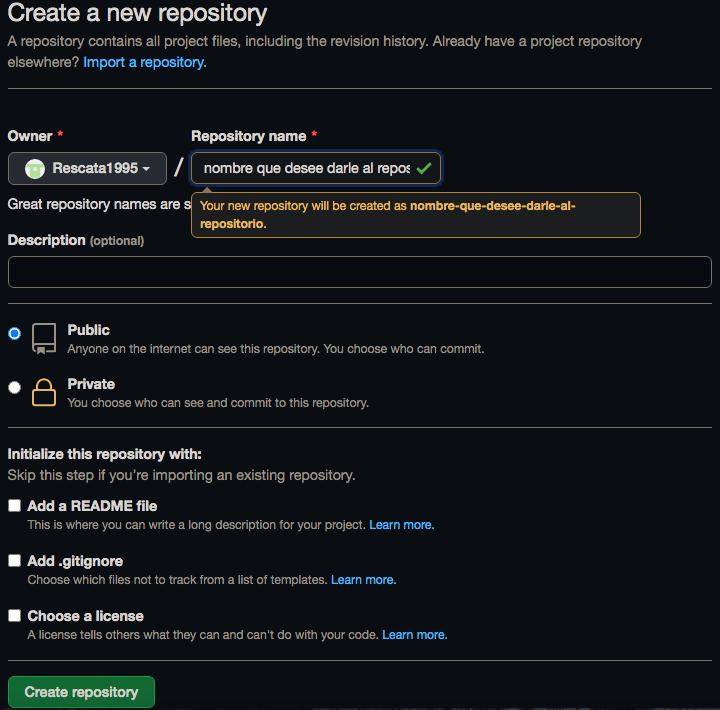 Create a new repository
A repository contains all project files, including the revision history. Already have a project repository
elsewhere? Import a repository.
Owner *
Repository name *
Rescata1995
/
nombre que desee darle al repos
Great repository names are s
Your new repository will be created as nombre-que-desee-darle-al-
repositorio.
Description (optional)
Public
Anyone on the internet can see this repository. You choose who can commit.
Private
You choose who can see and commit to this repository.
Initialize this repository with:
Skip this step if you're importing an existing repository.
Add a README file
This is where you can write a long description for your project. Learn more.
Add .gitignore
Choose which files not to track from a list of templates. Learn more.
Choose a license
A license tells others what they can and can't do with your code. Learn more.
Create repository